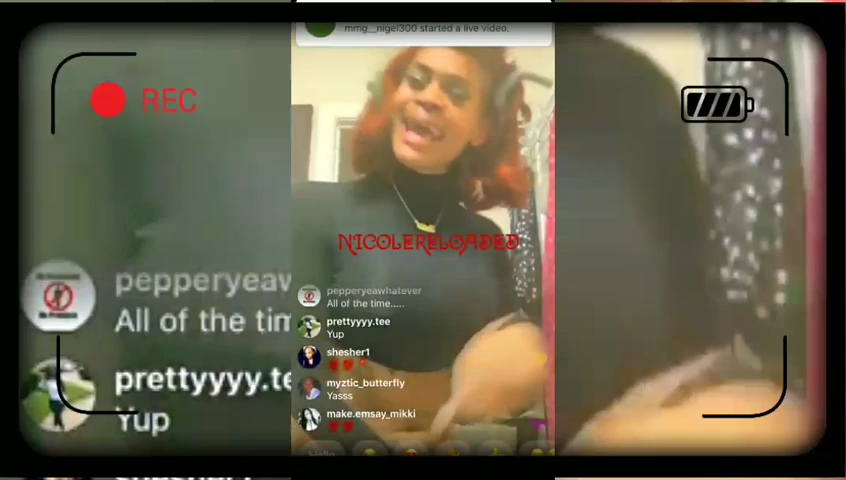 mmg__nigel300 started a live video.
REC
NICOLERELOADED
pepperyeawhatever
All of the time.....
prettyyyy.tee
Yup
shesher1
myztic_butterfly
Yasss
make.emsay_mikki
Hello
pepperyeaw
All of the tim
prettyyyy.te
Yup